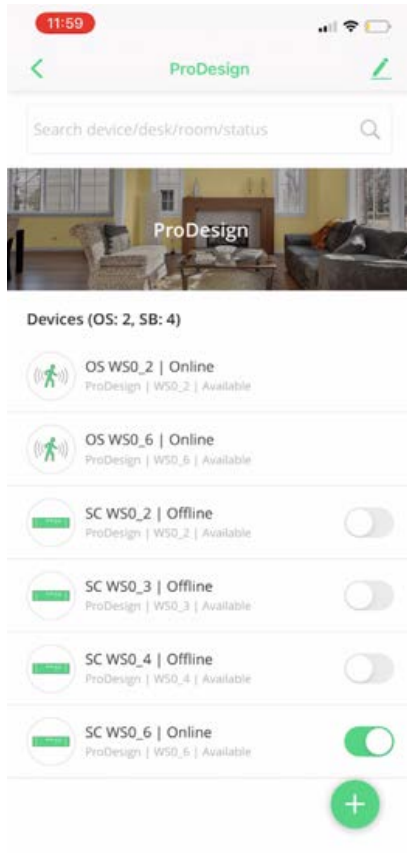 11:59
ProDesign
Search device/desk/room/status
ProDesign
Devices (OS: 2, SB: 4)
OS WS0_2 | Online
ProDesign | WS0_2 | Available
OS WS0_6 | Online
ProDesign | WS0_6 | Available
SC WS0_2 | Offline
ProDesign | WS0_2 | Available
SC WS0_3 | Offline
ProDesign | WS0_3 | Available
SC WS0_4 | Offline
ProDesign | WS0_4 | Available
SC WS0_6 | Online
ProDesign | WS0_6 | Available
+